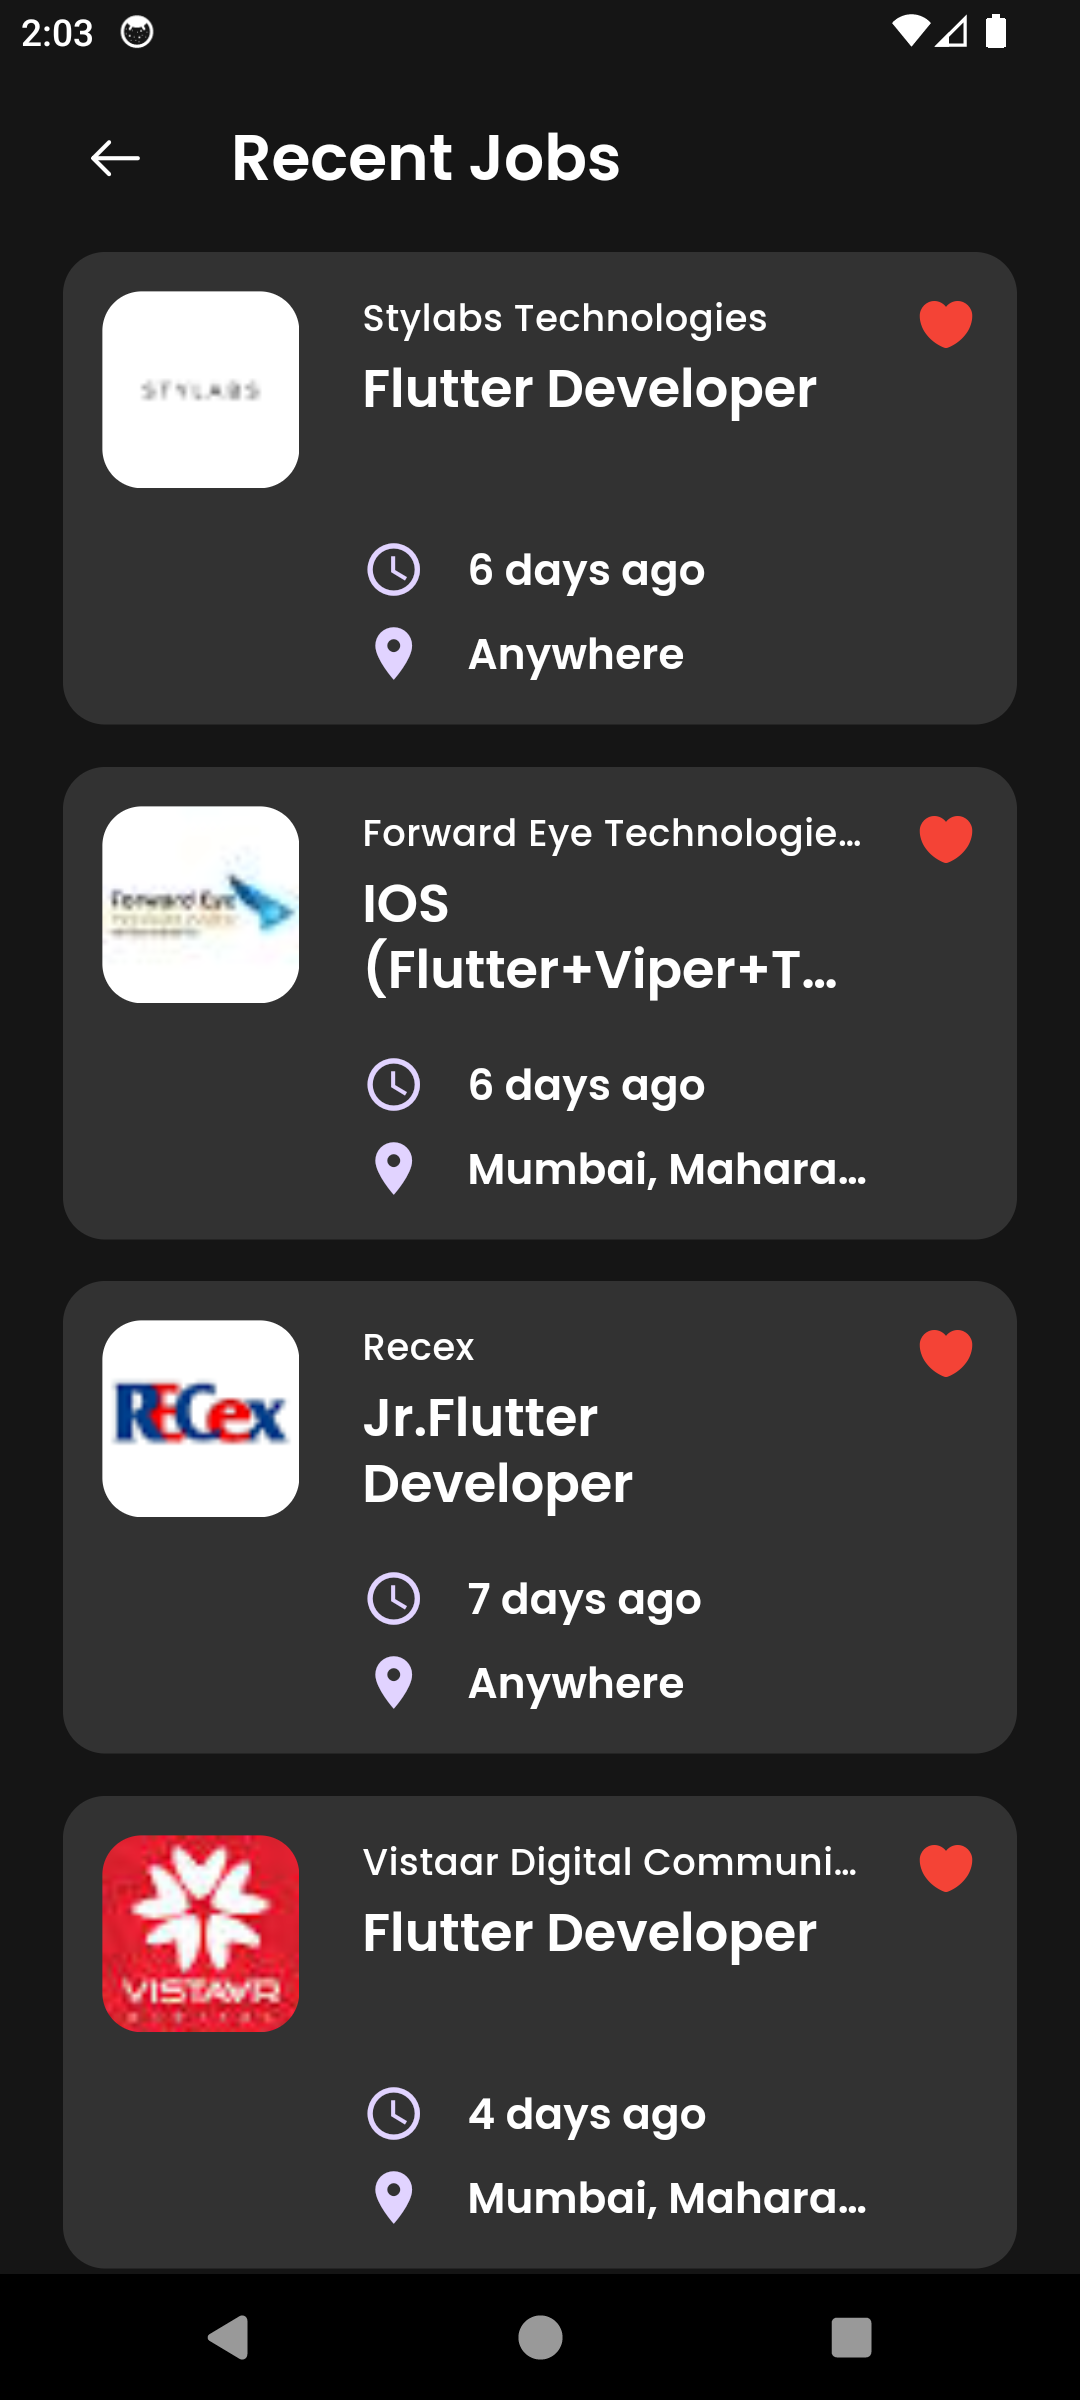 2:03
Recent Jobs
STYLABS
Stylabs Technologies
Flutter Developer
6 days ago
Anywhere
Forward Eye
Forward Eye Technologie...
IOS
(Flutter+Viper+T...
6 days ago
Mumbai, Mahara...
RECex
Recex
Jr.Flutter
Developer
7 days ago
Anywhere
VISTAAR
Vistaar Digital Communi...
Flutter Developer
4 days ago
Mumbai, Mahara...